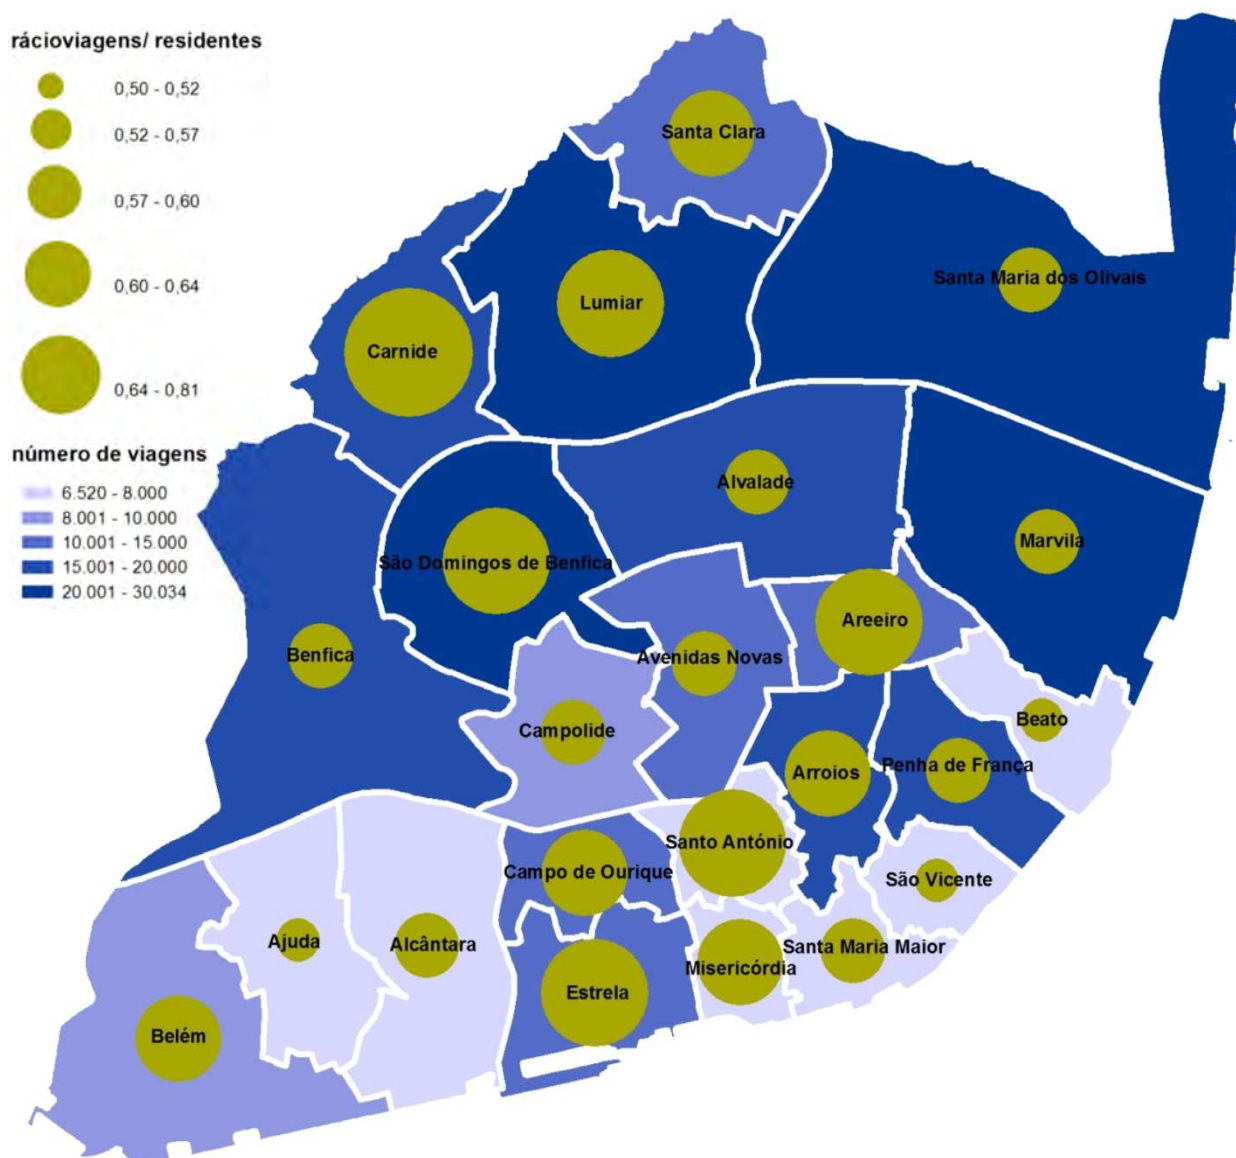 rácioviagens/ residentes
0,50 - 0,52
0,52 - 0,57
0,57 - 0,60
0,60 - 0,64
0,64 - 0,81
número de viagens
6.520 - 8.000
8.001 - 10.000
10.001 - 15.000
15.001 - 20.000
20.001 - 30.034
Santa Clara
Santa Maria dos Olivais
Lumiar
Carnide
Alvalade
Marvila
São Domingos de Benfica
Areeiro
Benfica
Avenidas Novas
Beato
Campolide
Penha de França
Arroios
Santo António
Campo de Ourique
São Vicente
Ajuda
Alcântara
Santa Maria Maior
Misericórdia
Estrela
Belém